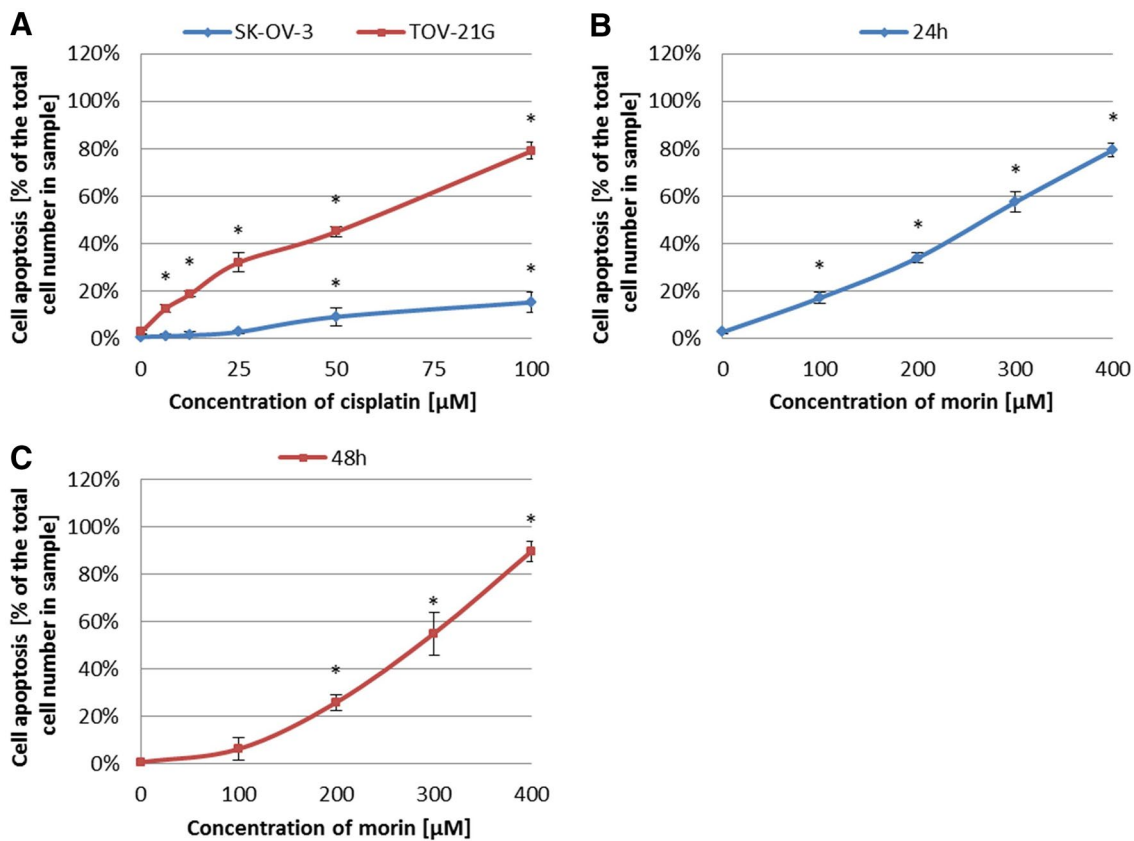 A
SK-OV-3 TOV-21G
Cell apoptosis [% of the total
cell number in sample]
120%
100%
80%
60%
40%
20%
0%
* * * * * * *
0 25 50 75 100
Concentration of cisplatin [µM]
B
24h
Cell apoptosis [% of the total
cell number in sample]
120%
100%
80%
60%
40%
20%
0%
* * * *
0 100 200 300 400
Concentration of morin [µM]
C
48h
Cell apoptosis [% of the total
cell number in sample]
120%
100%
80%
60%
40%
20%
0%
* * *
0 100 200 300 400
Concentration of morin [µM]